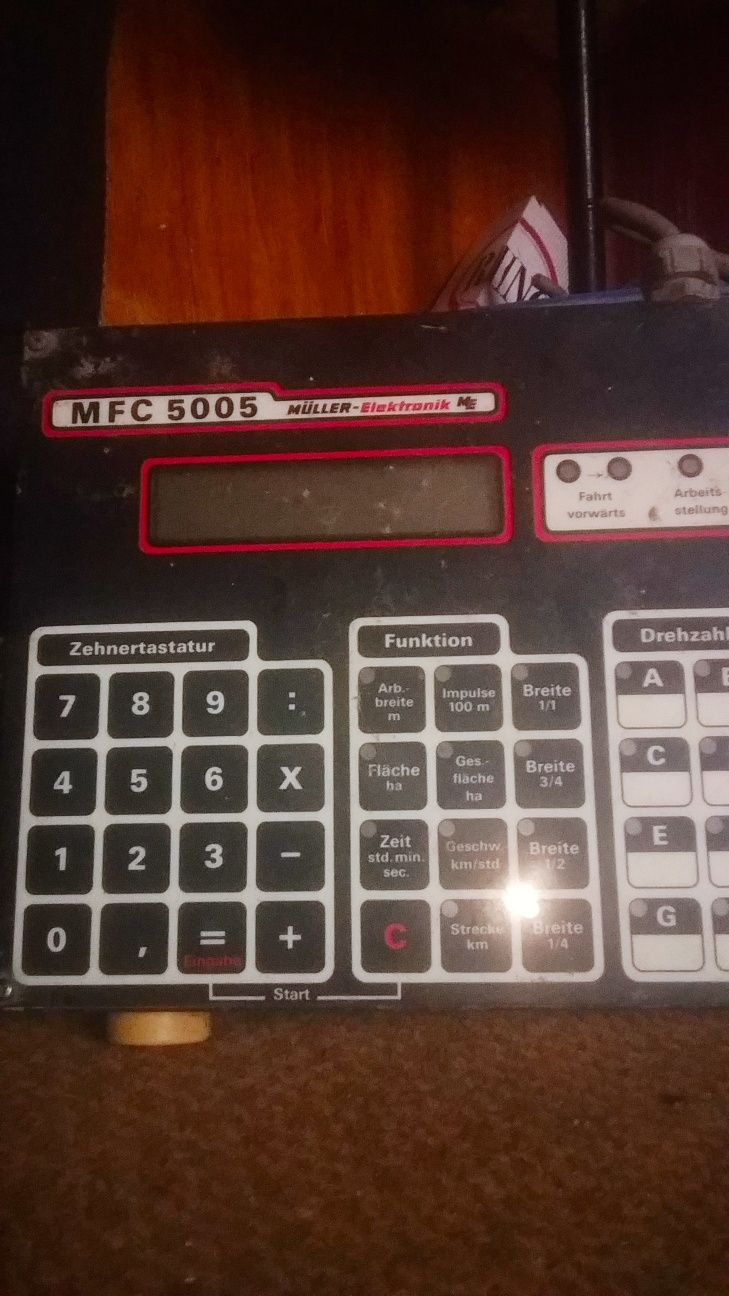 MFC 5005 MÜLLER-Elektronik ME
Fahrt
vorwärts
Arbeits-
stellung
Zehnertastatur
7 8 9 :
4 5 6 X
1 2 3 –
0 , = +
Eingabe
Start
Funktion
Arb.-
breite
m
Impulse
100 m
Breite
1/1
Fläche
ha
Ges.-
fläche
ha
Breite
3/4
Zeit
std. min.
sec.
Geschw.
km/std
Breite
1/2
C
Strecke
km
Breite
1/4
Drehzahl
A
C
E
G